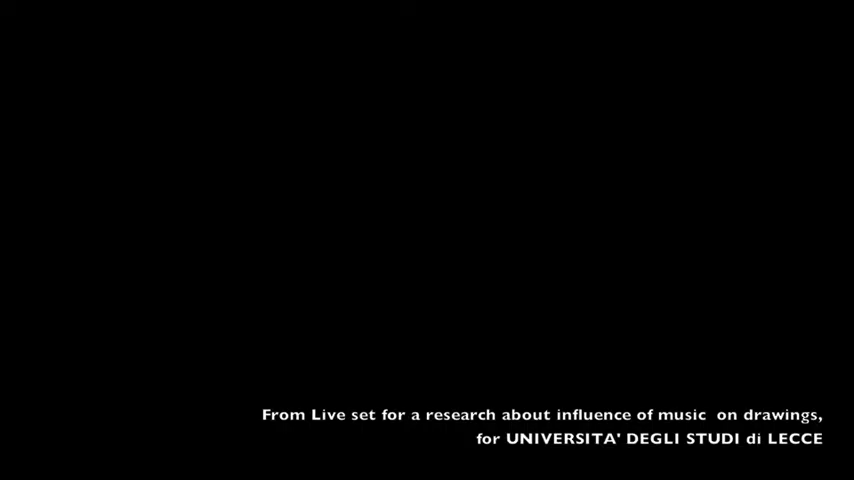 From Live set for a research about influence of music  on drawings,
for UNIVERSITA' DEGLI STUDI di LECCE